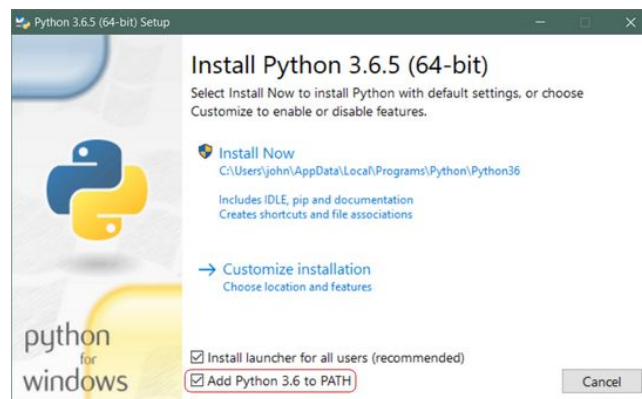 Python 3.6.5 (64-bit) Setup
Install Python 3.6.5 (64-bit)
Select Install Now to install Python with default settings, or choose
Customize to enable or disable features.
Install Now
C:\Users\john\AppData\Local\Programs\Python\Python36
Includes IDLE, pip and documentation
Creates shortcuts and file associations
Customize installation
Choose location and features
python
for
windows
Install launcher for all users (recommended)
Add Python 3.6 to PATH
Cancel